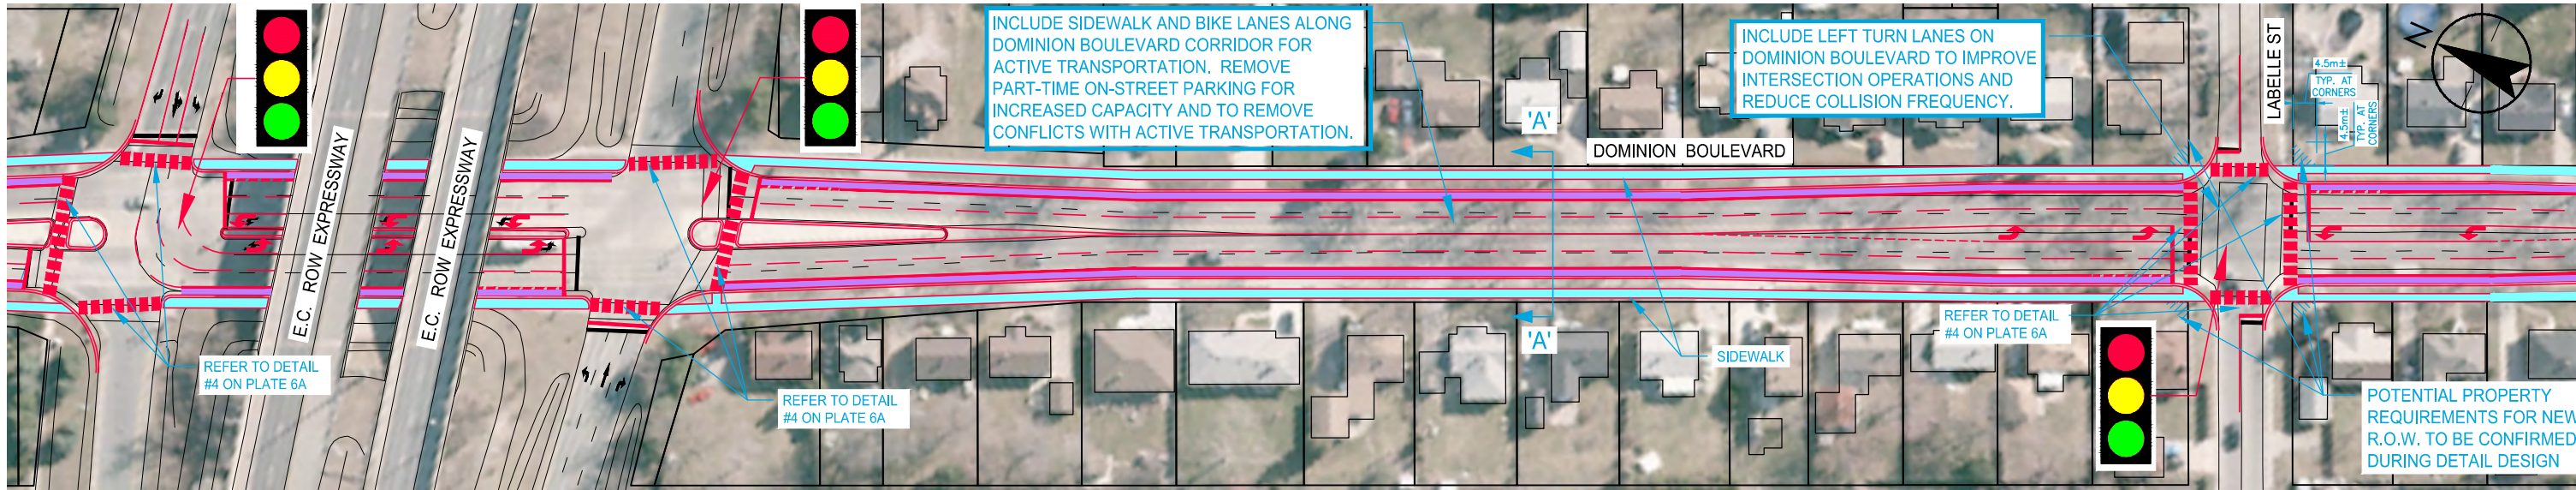 INCLUDE SIDEWALK AND BIKE LANES ALONG
DOMINION BOULEVARD CORRIDOR FOR
ACTIVE TRANSPORTATION. REMOVE
PART-TIME ON-STREET PARKING FOR
INCREASED CAPACITY AND TO REMOVE
CONFLICTS WITH ACTIVE TRANSPORTATION.
INCLUDE LEFT TURN LANES ON
DOMINION BOULEVARD TO IMPROVE
INTERSECTION OPERATIONS AND
REDUCE COLLISION FREQUENCY.
LABELLE ST
4.5m±
TYP. AT
CORNERS
4.5m±
TYP. AT
CORNERS
N
'A'
DOMINION BOULEVARD
E.C. ROW EXPRESSWAY
E.C. ROW EXPRESSWAY
'A'
REFER TO DETAIL
#4 ON PLATE 6A
REFER TO DETAIL
#4 ON PLATE 6A
SIDEWALK
REFER TO DETAIL
#4 ON PLATE 6A
POTENTIAL PROPERTY
REQUIREMENTS FOR NEW
R.O.W. TO BE CONFIRMED
DURING DETAIL DESIGN